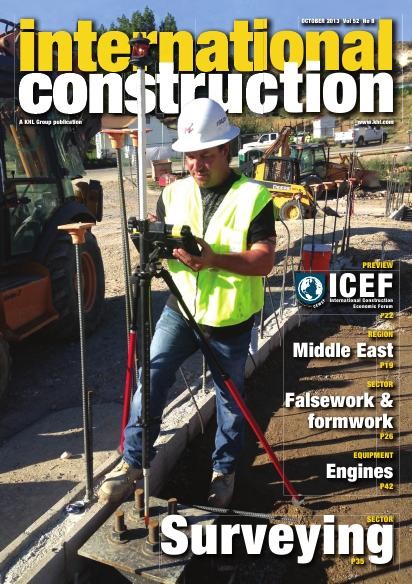 OCTOBER 2013 Vol 52 No 8
international
construction
A KHL Group publication
www.khl.com
PREVIEW
ICEF
International Construction
Economic Forum
P22
REGION
Middle East
P19
SECTOR
Falsework &
formwork
P26
EQUIPMENT
Engines
P42
SECTOR
Surveying
P35